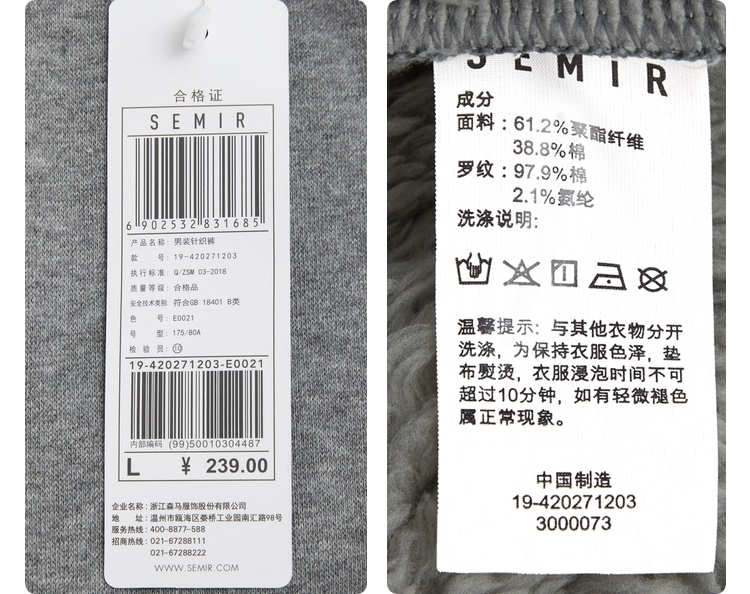 合格证
SEMIR
6 902532 831685
产品名称: 男装针织裤
款 号: 19-420271203
执行标准: Q/ZSM 03-2018
质量等级: 合格品
安全技术类别: 符合GB 18401 B类
色 号: E0021
号 型: 175/80A
检 验 员: 10
19-420271203-E0021
内部编码 (99)50010304487
L ¥ 239.00
企业名称: 浙江森马服饰股份有限公司
地 址: 温州市瓯海区娄桥工业园南汇路98号
服务热线: 400-8877-588
招商热线: 021-67288111
021-67288222
WWW.SEMIR.COM
SEMIR
成分
面料: 61.2%聚酯纤维
38.8%棉
罗纹: 97.9%棉
2.1%氨纶
洗涤说明:
温馨提示: 与其他衣物分开
洗涤, 为保持衣服色泽, 垫
布熨烫, 衣服浸泡时间不可
超过10分钟, 如有轻微褪色
属正常现象。
中国制造
19-420271203
3000073